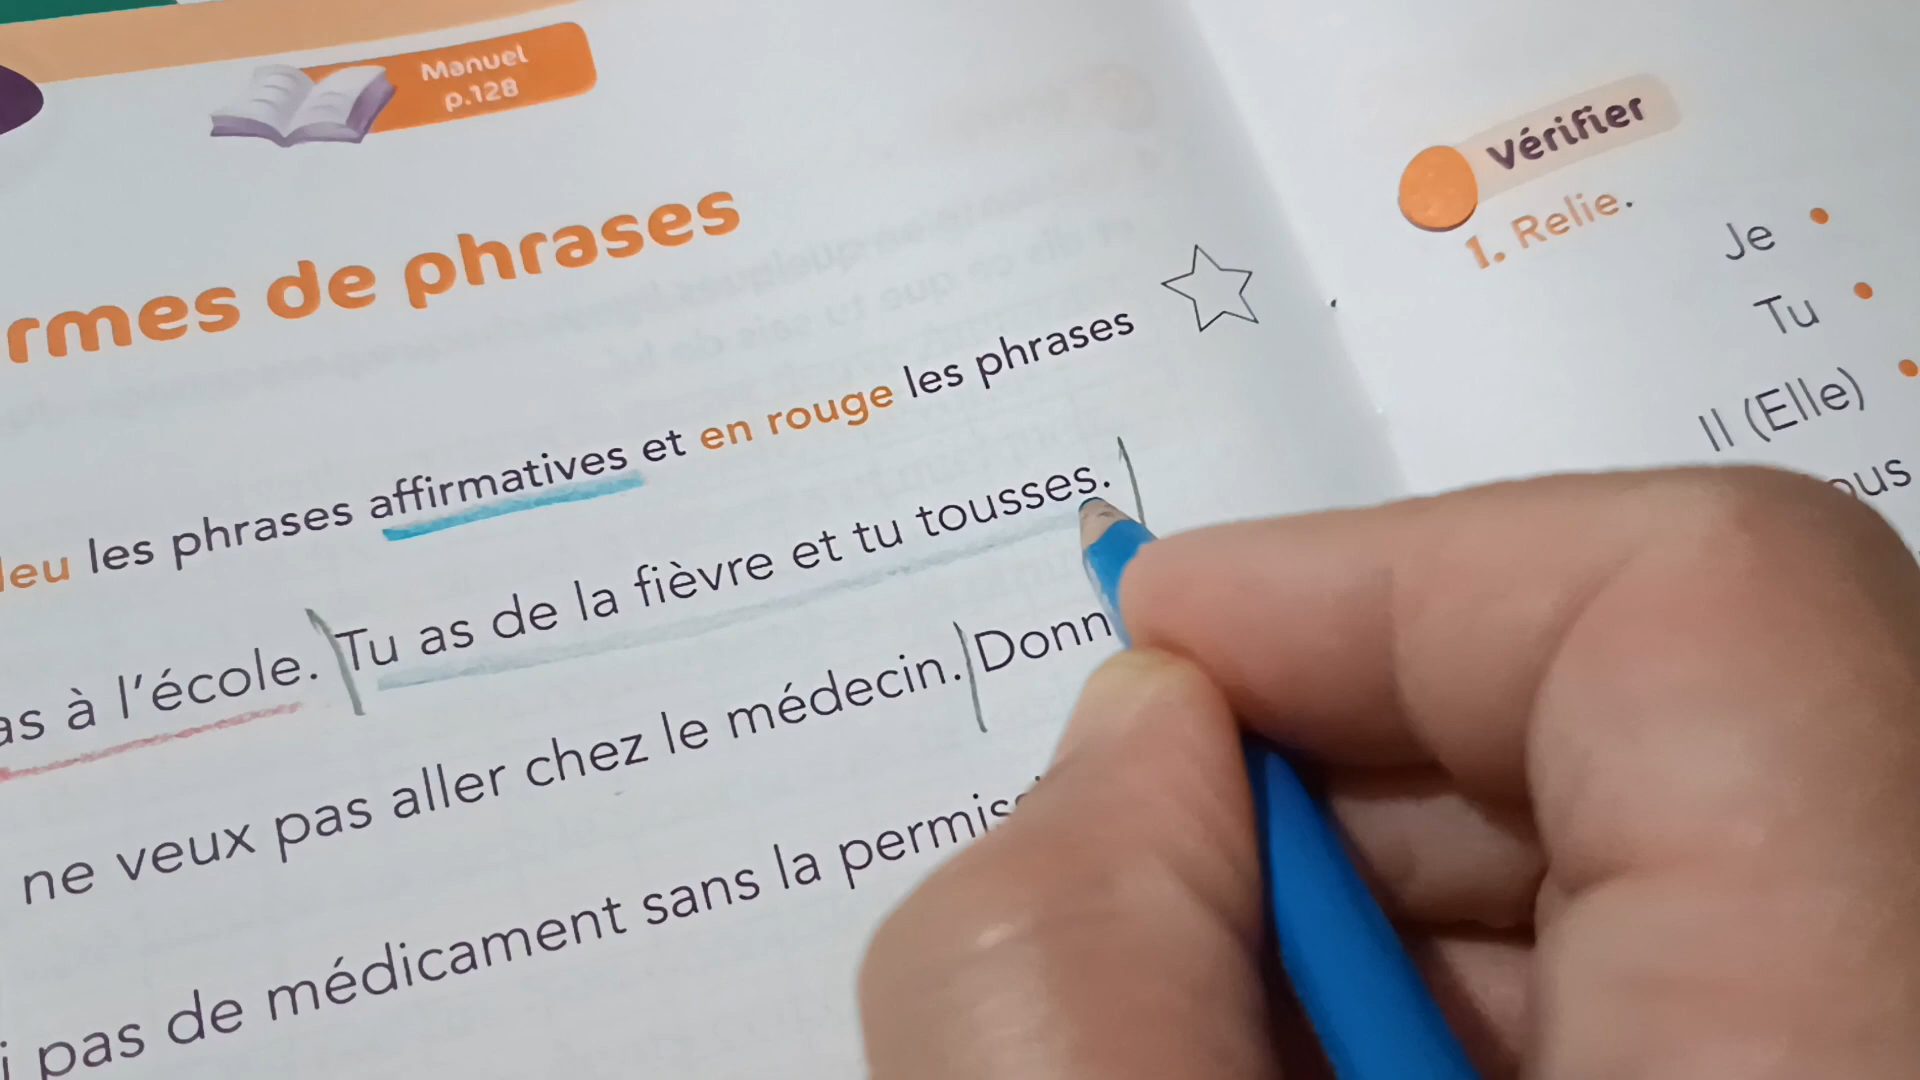 Manuel
p.128
rmes de phrases
leu les phrases affirmatives et en rouge les phrases
as à l'école. Tu as de la fièvre et tu tousses.
ne veux pas aller chez le médecin. Donn
i pas de médicament sans la permis
Vérifier
1. Relie.
Je
Tu
Il (Elle)
ous